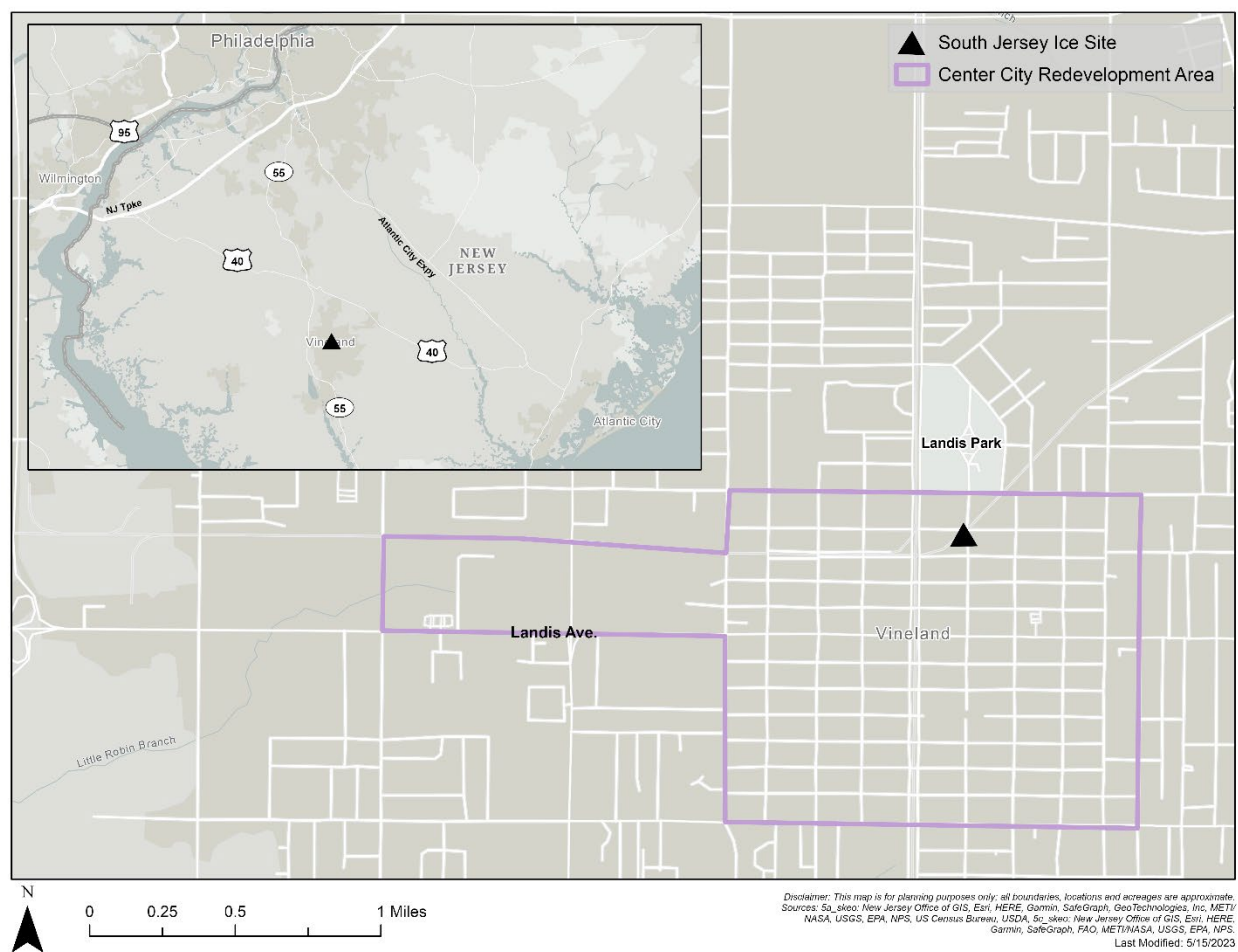 Philadelphia
95
55
Wilmington
NJ Tpke
Atlantic City Expy
40
NEW
JERSEY
Vineland
40
55
Atlantic City
South Jersey Ice Site
Center City Redevelopment Area
Landis Park
Landis Ave.
Vineland
Little Robin Branch
N
0 0.25 0.5 1 Miles
Disclaimer: This map is for planning purposes only; all boundaries, locations and acreages are approximate.
Sources: 5a_skeo: New Jersey Office of GIS, Esri, HERE, Garmin, SafeGraph, GeoTechnologies, Inc, METI/
NASA, USGS, EPA, NPS, US Census Bureau, USDA, 5c_skeo: New Jersey Office of GIS, Esri, HERE,
Garmin, SafeGraph, FAO, METI/NASA, USGS, EPA, NPS.
Last Modified: 5/15/2023